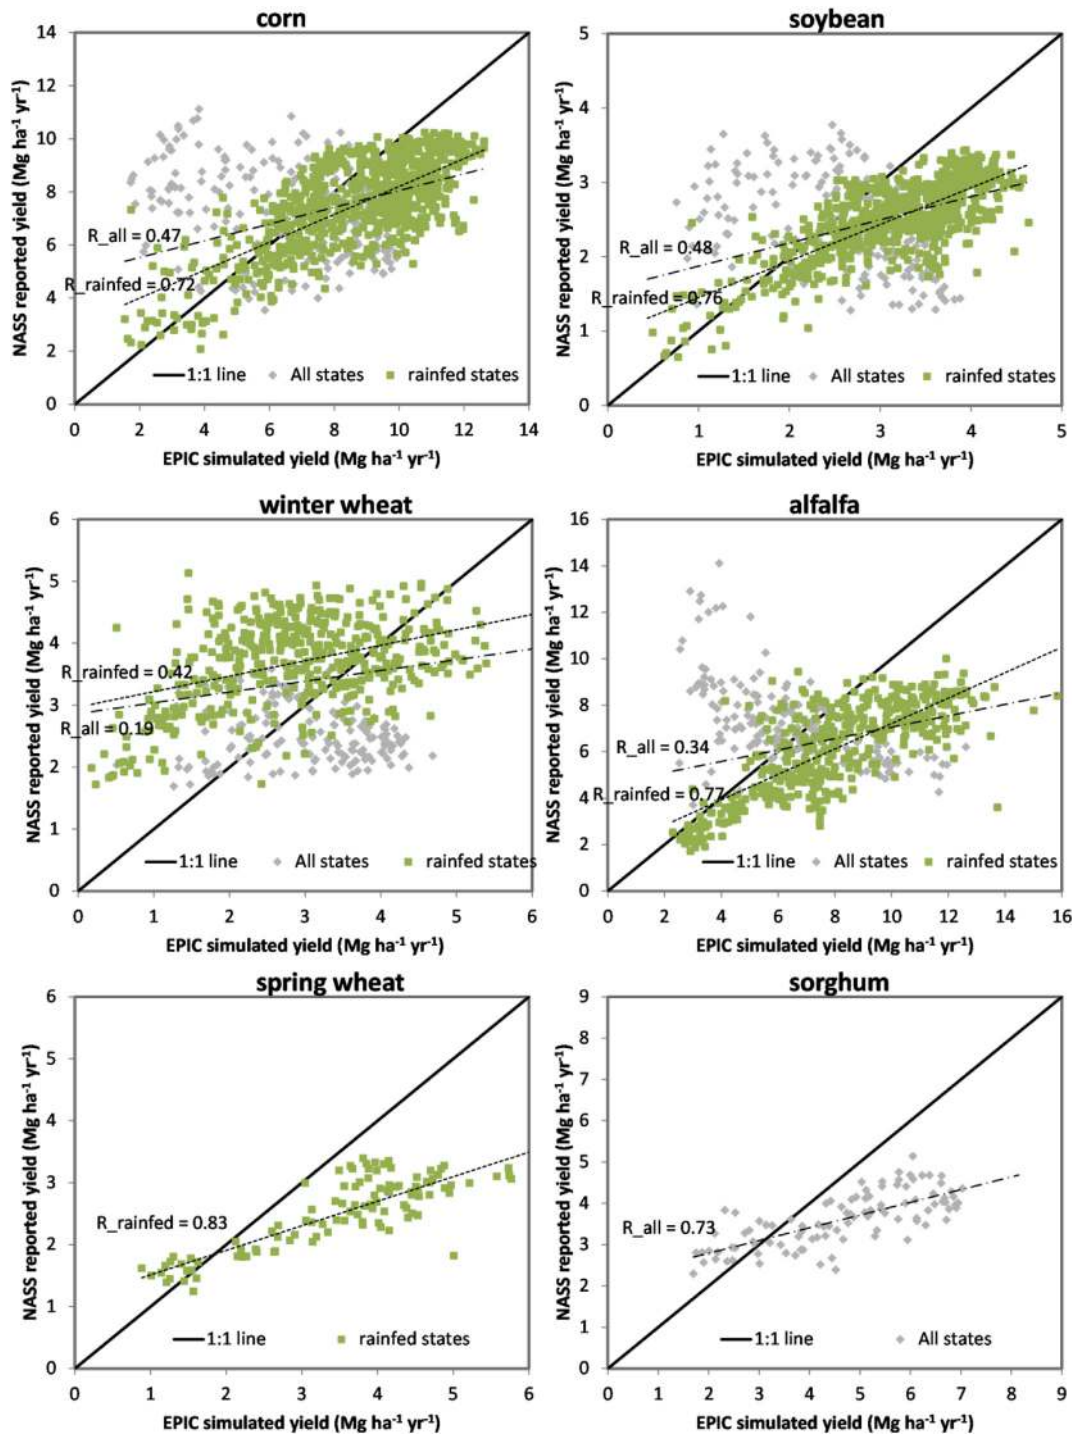 corn
NASS reported yield (Mg ha⁻¹ yr⁻¹)
14
12
10
8
6
4
2
0
R_all = 0.47
R_rainfed = 0.72
1:1 line All states rainfed states
0 2 4 6 8 10 12 14
EPIC simulated yield (Mg ha⁻¹ yr⁻¹)
soybean
NASS reported yield (Mg ha⁻¹ yr⁻¹)
5
4
3
2
1
0
R_all = 0.48
R_rainfed = 0.76
1:1 line All states rainfed states
0 1 2 3 4 5
EPIC simulated yield (Mg ha⁻¹ yr⁻¹)
winter wheat
NASS reported yield (Mg ha⁻¹ yr⁻¹)
6
5
4
3
2
1
0
R_rainfed = 0.42
R_all = 0.19
1:1 line All states rainfed states
0 1 2 3 4 5 6
EPIC simulated yield (Mg ha⁻¹ yr⁻¹)
alfalfa
NASS reported yield (Mg ha⁻¹ yr⁻¹)
16
14
12
10
8
6
4
2
0
R_all = 0.34
R_rainfed = 0.77
1:1 line All states rainfed states
0 2 4 6 8 10 12 14 16
EPIC simulated yield (Mg ha⁻¹ yr⁻¹)
spring wheat
NASS reported yield (Mg ha⁻¹ yr⁻¹)
6
5
4
3
2
1
0
R_rainfed = 0.83
1:1 line rainfed states
0 1 2 3 4 5 6
EPIC simulated yield (Mg ha⁻¹ yr⁻¹)
sorghum
NASS reported yield (Mg ha⁻¹ yr⁻¹)
9
8
7
6
5
4
3
2
1
0
R_all = 0.73
1:1 line All states
0 1 2 3 4 5 6 7 8 9
EPIC simulated yield (Mg ha⁻¹ yr⁻¹)